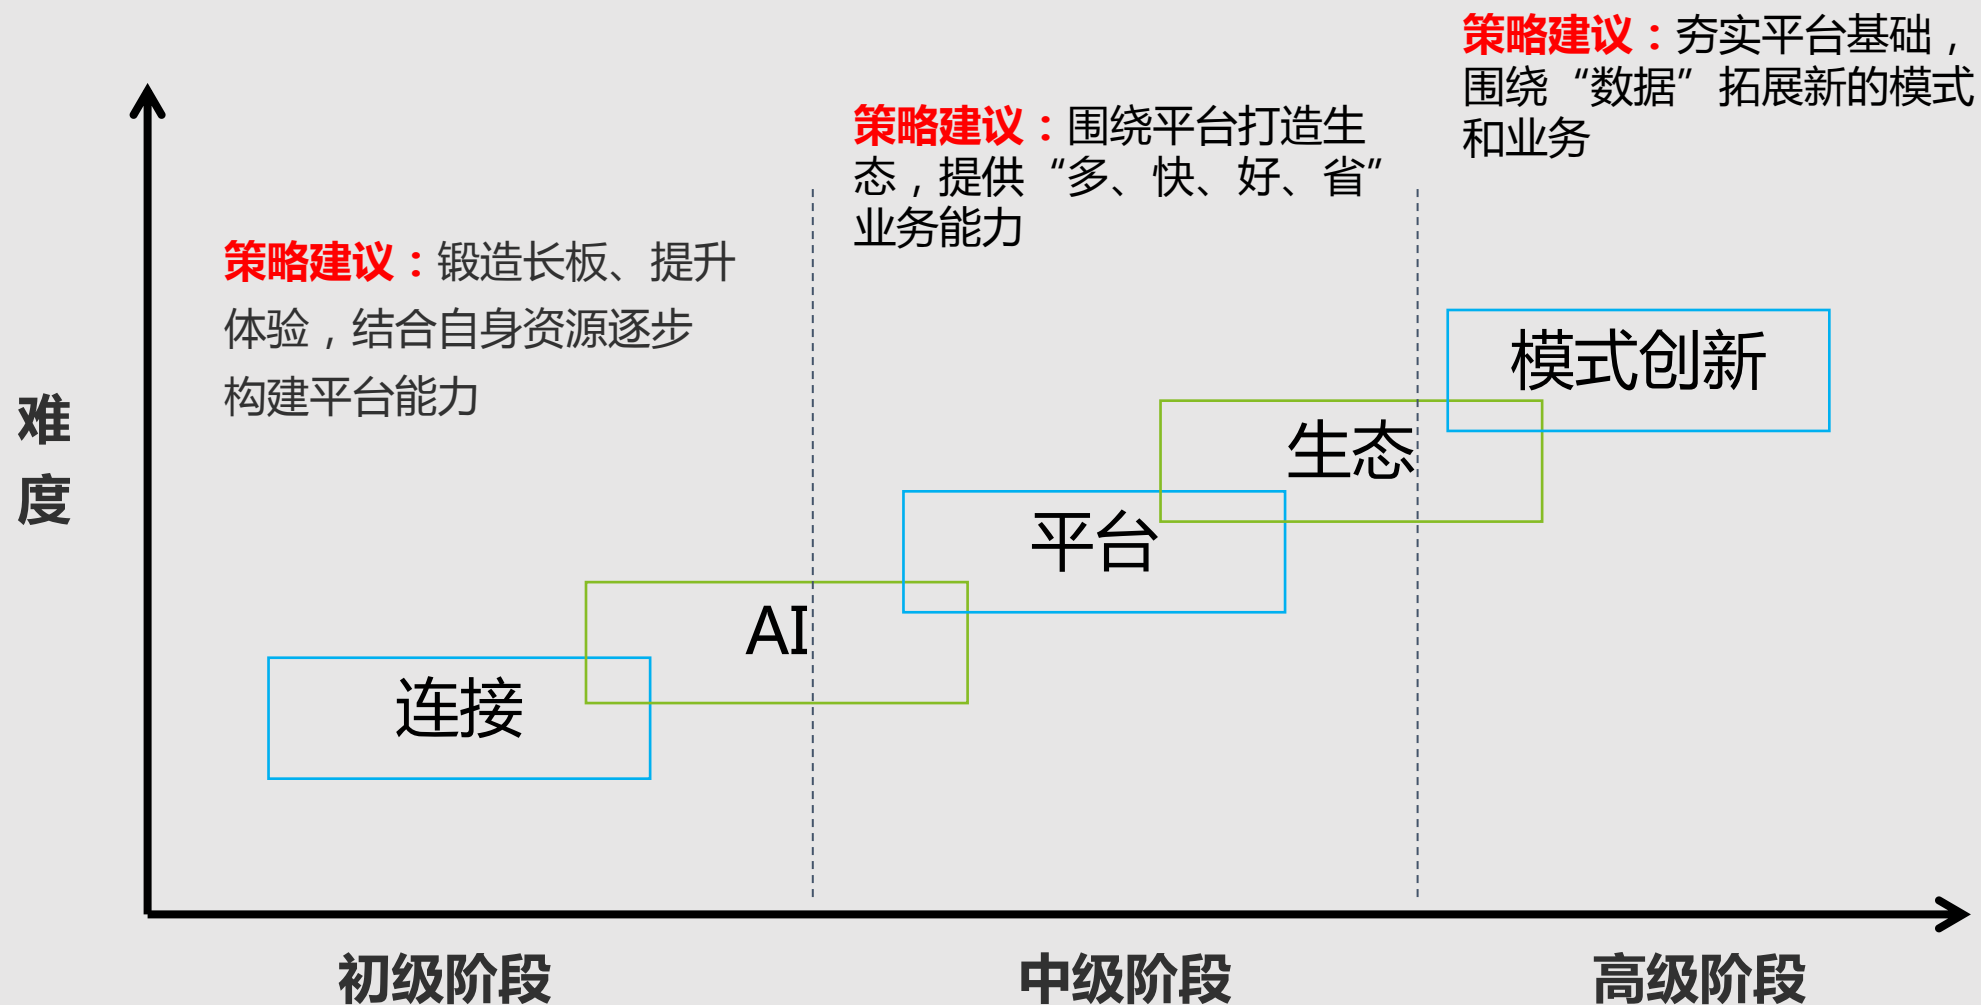 策略建议：夯实平台基础，
围绕“数据”拓展新的模式
和业务
策略建议：围绕平台打造生
态，提供“多、快、好、省”
业务能力
策略建议：锻造长板、提升
体验，结合自身资源逐步
构建平台能力
难
度
模式创新
生态
平台
AI
连接
初级阶段
中级阶段
高级阶段